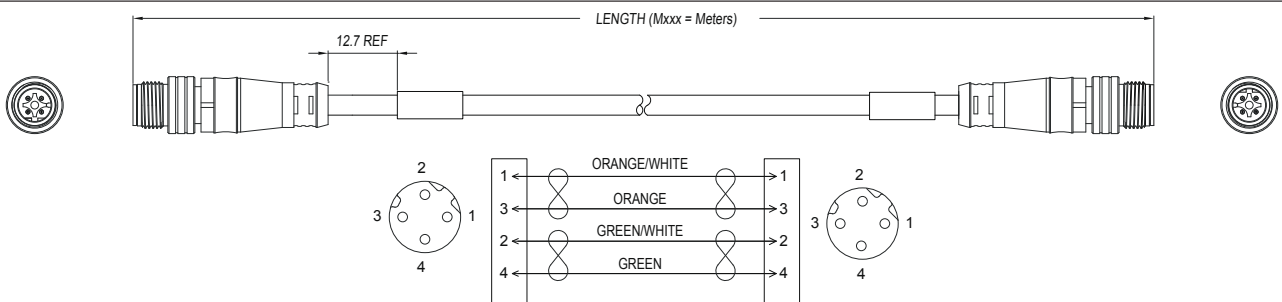 LENGTH (Mxxx = Meters)
12.7 REF
2
3 1
4
1 ORANGE/WHITE 1
3 ORANGE 3
2 GREEN/WHITE 2
4 GREEN 4
2
3 1
4